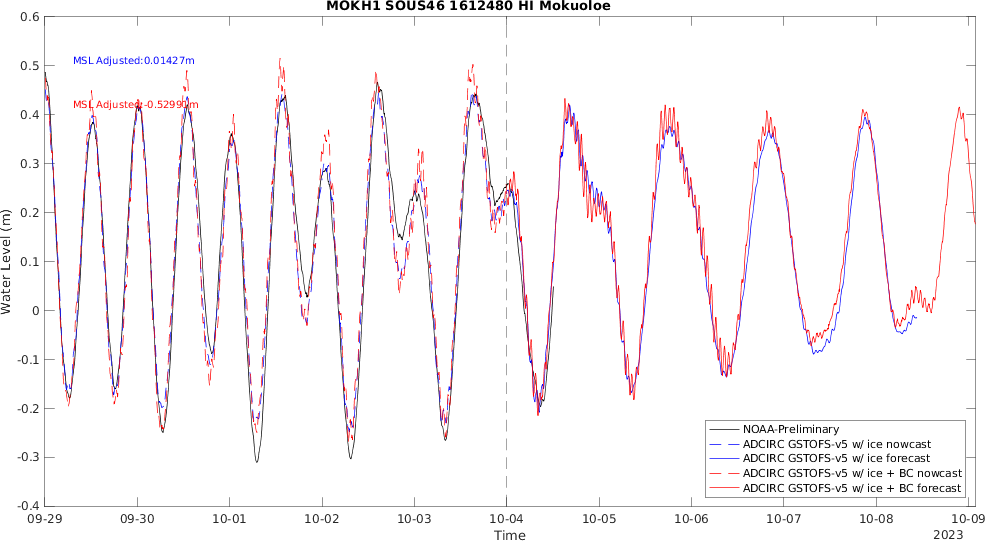 MOKH1 SOUS46 1612480 HI Mokuoloe
0.6
0.5
0.4
0.3
0.2
0.1
0
-0.1
-0.2
-0.3
-0.4
Water Level (m)
MSL Adjusted:0.01427m
MSL Adjusted:-0.5299 m
NOAA-Preliminary
ADCIRC GSTOFS-v5 w/ ice nowcast
ADCIRC GSTOFS-v5 w/ ice forecast
ADCIRC GSTOFS-v5 w/ ice + BC nowcast
ADCIRC GSTOFS-v5 w/ ice + BC forecast
09-29 09-30 10-01 10-02 10-03 10-04 10-05 10-06 10-07 10-08 10-09
Time
2023